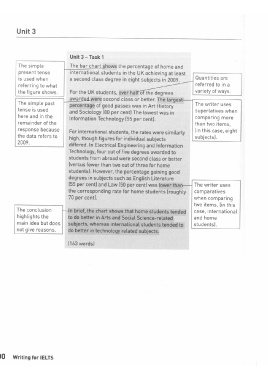 Unit 3
Unit 3 – Task 1
The bar chart shows the percentage of home and
international students in the UK achieving at least
a second class degree in eight subjects in 2009.
For the UK students, over half of the degrees
awarded were second class or better. The largest
percentage of good passes was in Art History
and Sociology (80 per cent). The lowest was in
Information Technology (55 per cent).
For international students, the rates were similarly
high, though figures for individual subjects
differed. In Electrical Engineering and Information
Technology, four out of five degrees awarded to
students from abroad were second class or better
(versus fewer than two out of three for home
students). However, the percentage gaining good
degrees in subjects such as English Literature
(55 per cent) and Law (50 per cent) was lower than
the corresponding rate for home students (roughly
70 per cent).
In brief, the chart shows that home students tended
to do better in Arts and Social Science-related
subjects, whereas international students tended to
do better in technology related subjects.
(163 words)
The simple
present tense
is used when
referring to what
the figure shows.
The simple past
tense is used
here and in the
remainder of the
response because
the data refers to
2009.
The conclusion
highlights the
main idea but does
not give reasons.
Quantities are
referred to in a
variety of ways.
The writer uses
superlatives when
comparing more
than two items,
(in this case, eight
subjects).
The writer uses
comparatives
when comparing
two items, (in this
case, international
and home
students).
00 Writing for IELTS